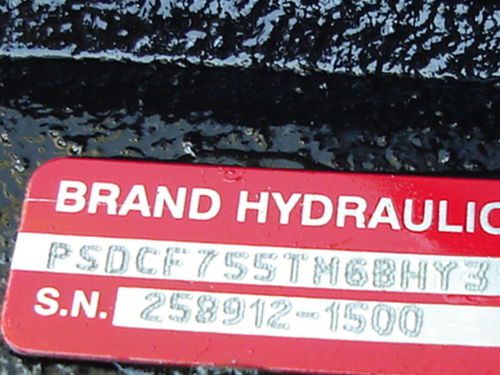 BRAND HYDRAULIC
PSDCF755TM6BHY3
S.N. 258912-1500